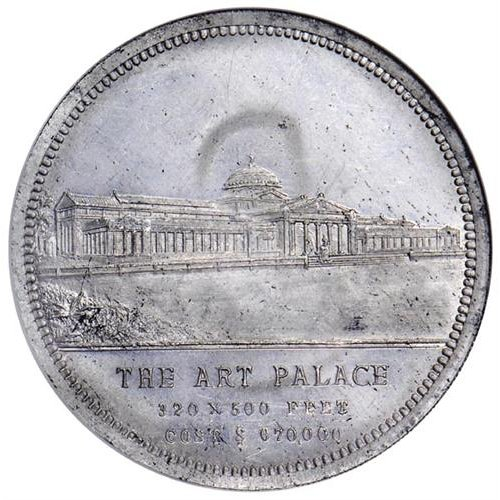 THE ART PALACE
320 X 500 FEET
COST $ 670000